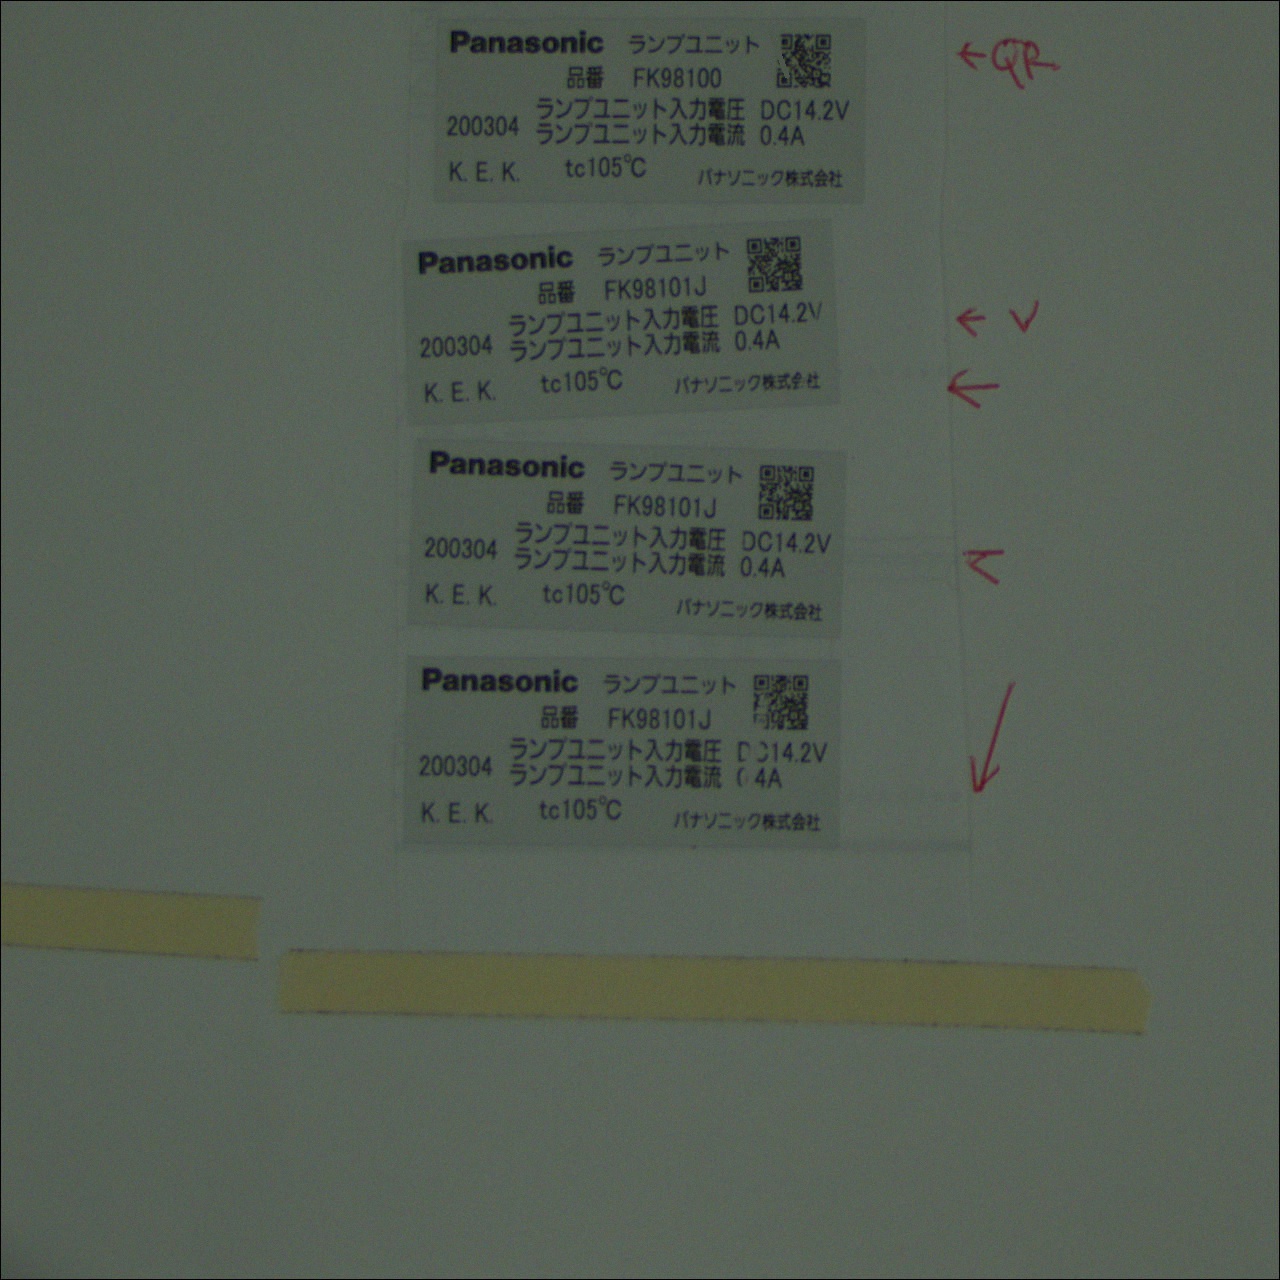 Panasonic ランプユニット
品番 FK98100
ランプユニット入力電圧 DC14.2V
200304 ランプユニット入力電流 0.4A
K. E. K. tc105℃ パナソニック株式会社
← QR
Panasonic ランプユニット
品番 FK98101J
ランプユニット入力電圧 DC14.2V
200304 ランプユニット入力電流 0.4A
K. E. K. tc105℃ パナソニック株式会社
← V
←
Panasonic ランプユニット
品番 FK98101J
ランプユニット入力電圧 DC14.2V
200304 ランプユニット入力電流 0.4A
K. E. K. tc105℃ パナソニック株式会社
Panasonic ランプユニット
品番 FK98101J
ランプユニット入力電圧 DC14.2V
200304 ランプユニット入力電流 0.4A
K. E. K. tc105℃ パナソニック株式会社